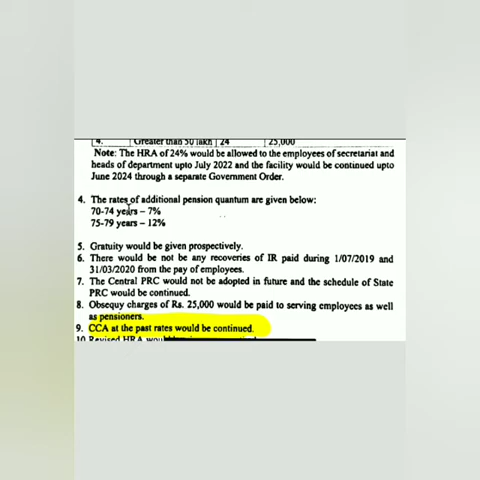 4. Greater than 50 lakh 24 25,000
Note: The HRA of 24% would be allowed to the employees of secretariat and
heads of department upto July 2022 and the facility would be continued upto
June 2024 through a separate Government Order.
4. The rates of additional pension quantum are given below:
70-74 years – 7%
75-79 years – 12%
5. Gratuity would be given prospectively.
6. There would be not be any recoveries of IR paid during 1/07/2019 and
31/03/2020 from the pay of employees.
7. The Central PRC would not be adopted in future and the schedule of State
PRC would be continued.
8. Obsequy charges of Rs. 25,000 would be paid to serving employees as well
as pensioners.
9. CCA at the past rates would be continued.
10 Revised HRA